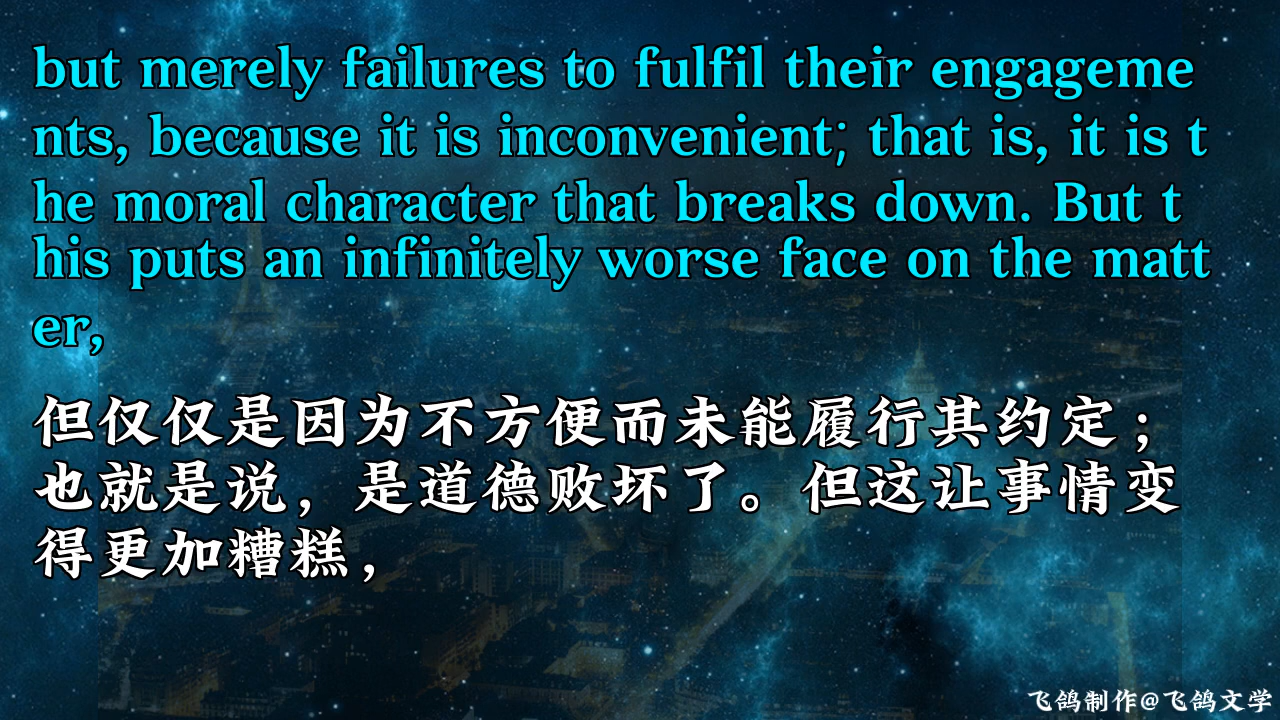 but merely failures to fulfil their engageme
nts, because it is inconvenient; that is, it is t
he moral character that breaks down. But t
his puts an infinitely worse face on the matt
er,
但仅仅是因为不方便而未能履行其约定；
也就是说，是道德败坏了。但这让事情变
得更加糟糕，
飞鸽制作@飞鸽文学